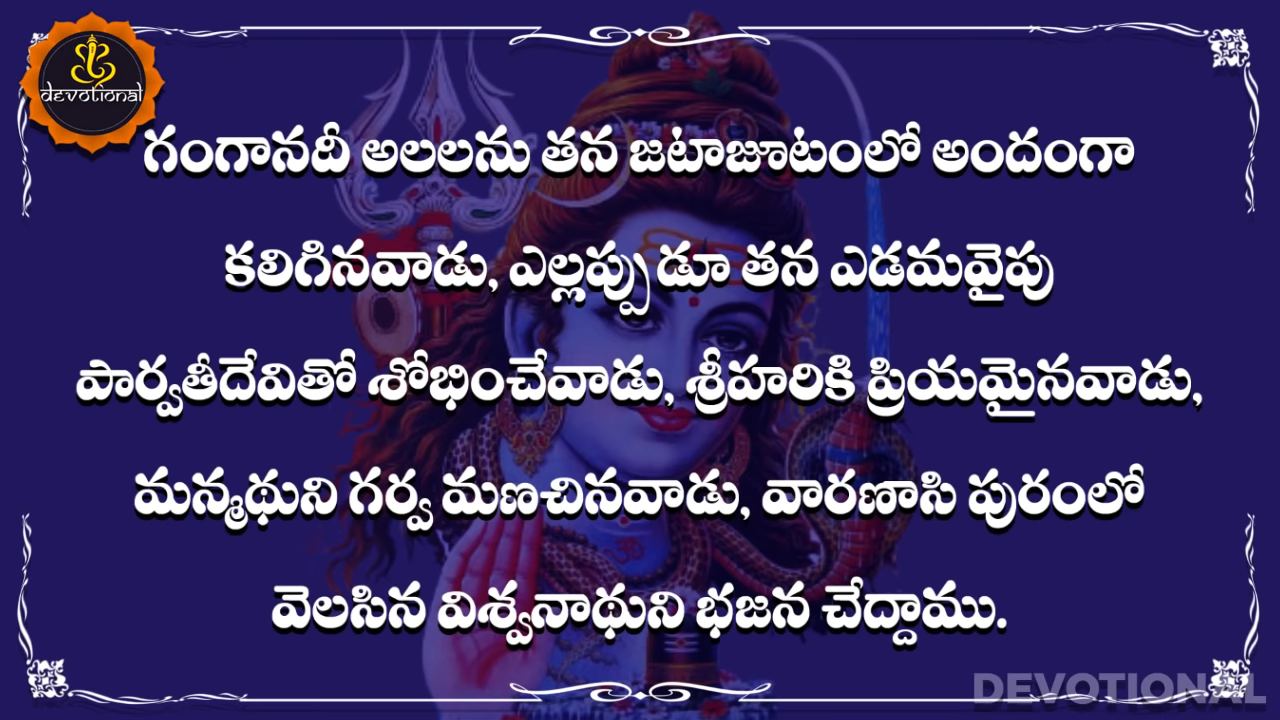 devotional
గంగానదీ అలలను తన జటాజూటంలో అందంగా
కలిగినవాడు, ఎల్లప్పుడూ తన ఎడమవైపు
పార్వతీదేవితో శోభించేవాడు, శ్రీహరికి ప్రియమైనవాడు,
మన్మథుని గర్వ మణచినవాడు, వారణాసి పురంలో
వెలసిన విశ్వనాథుని భజన చేద్దాము.
DEVOTIONAL